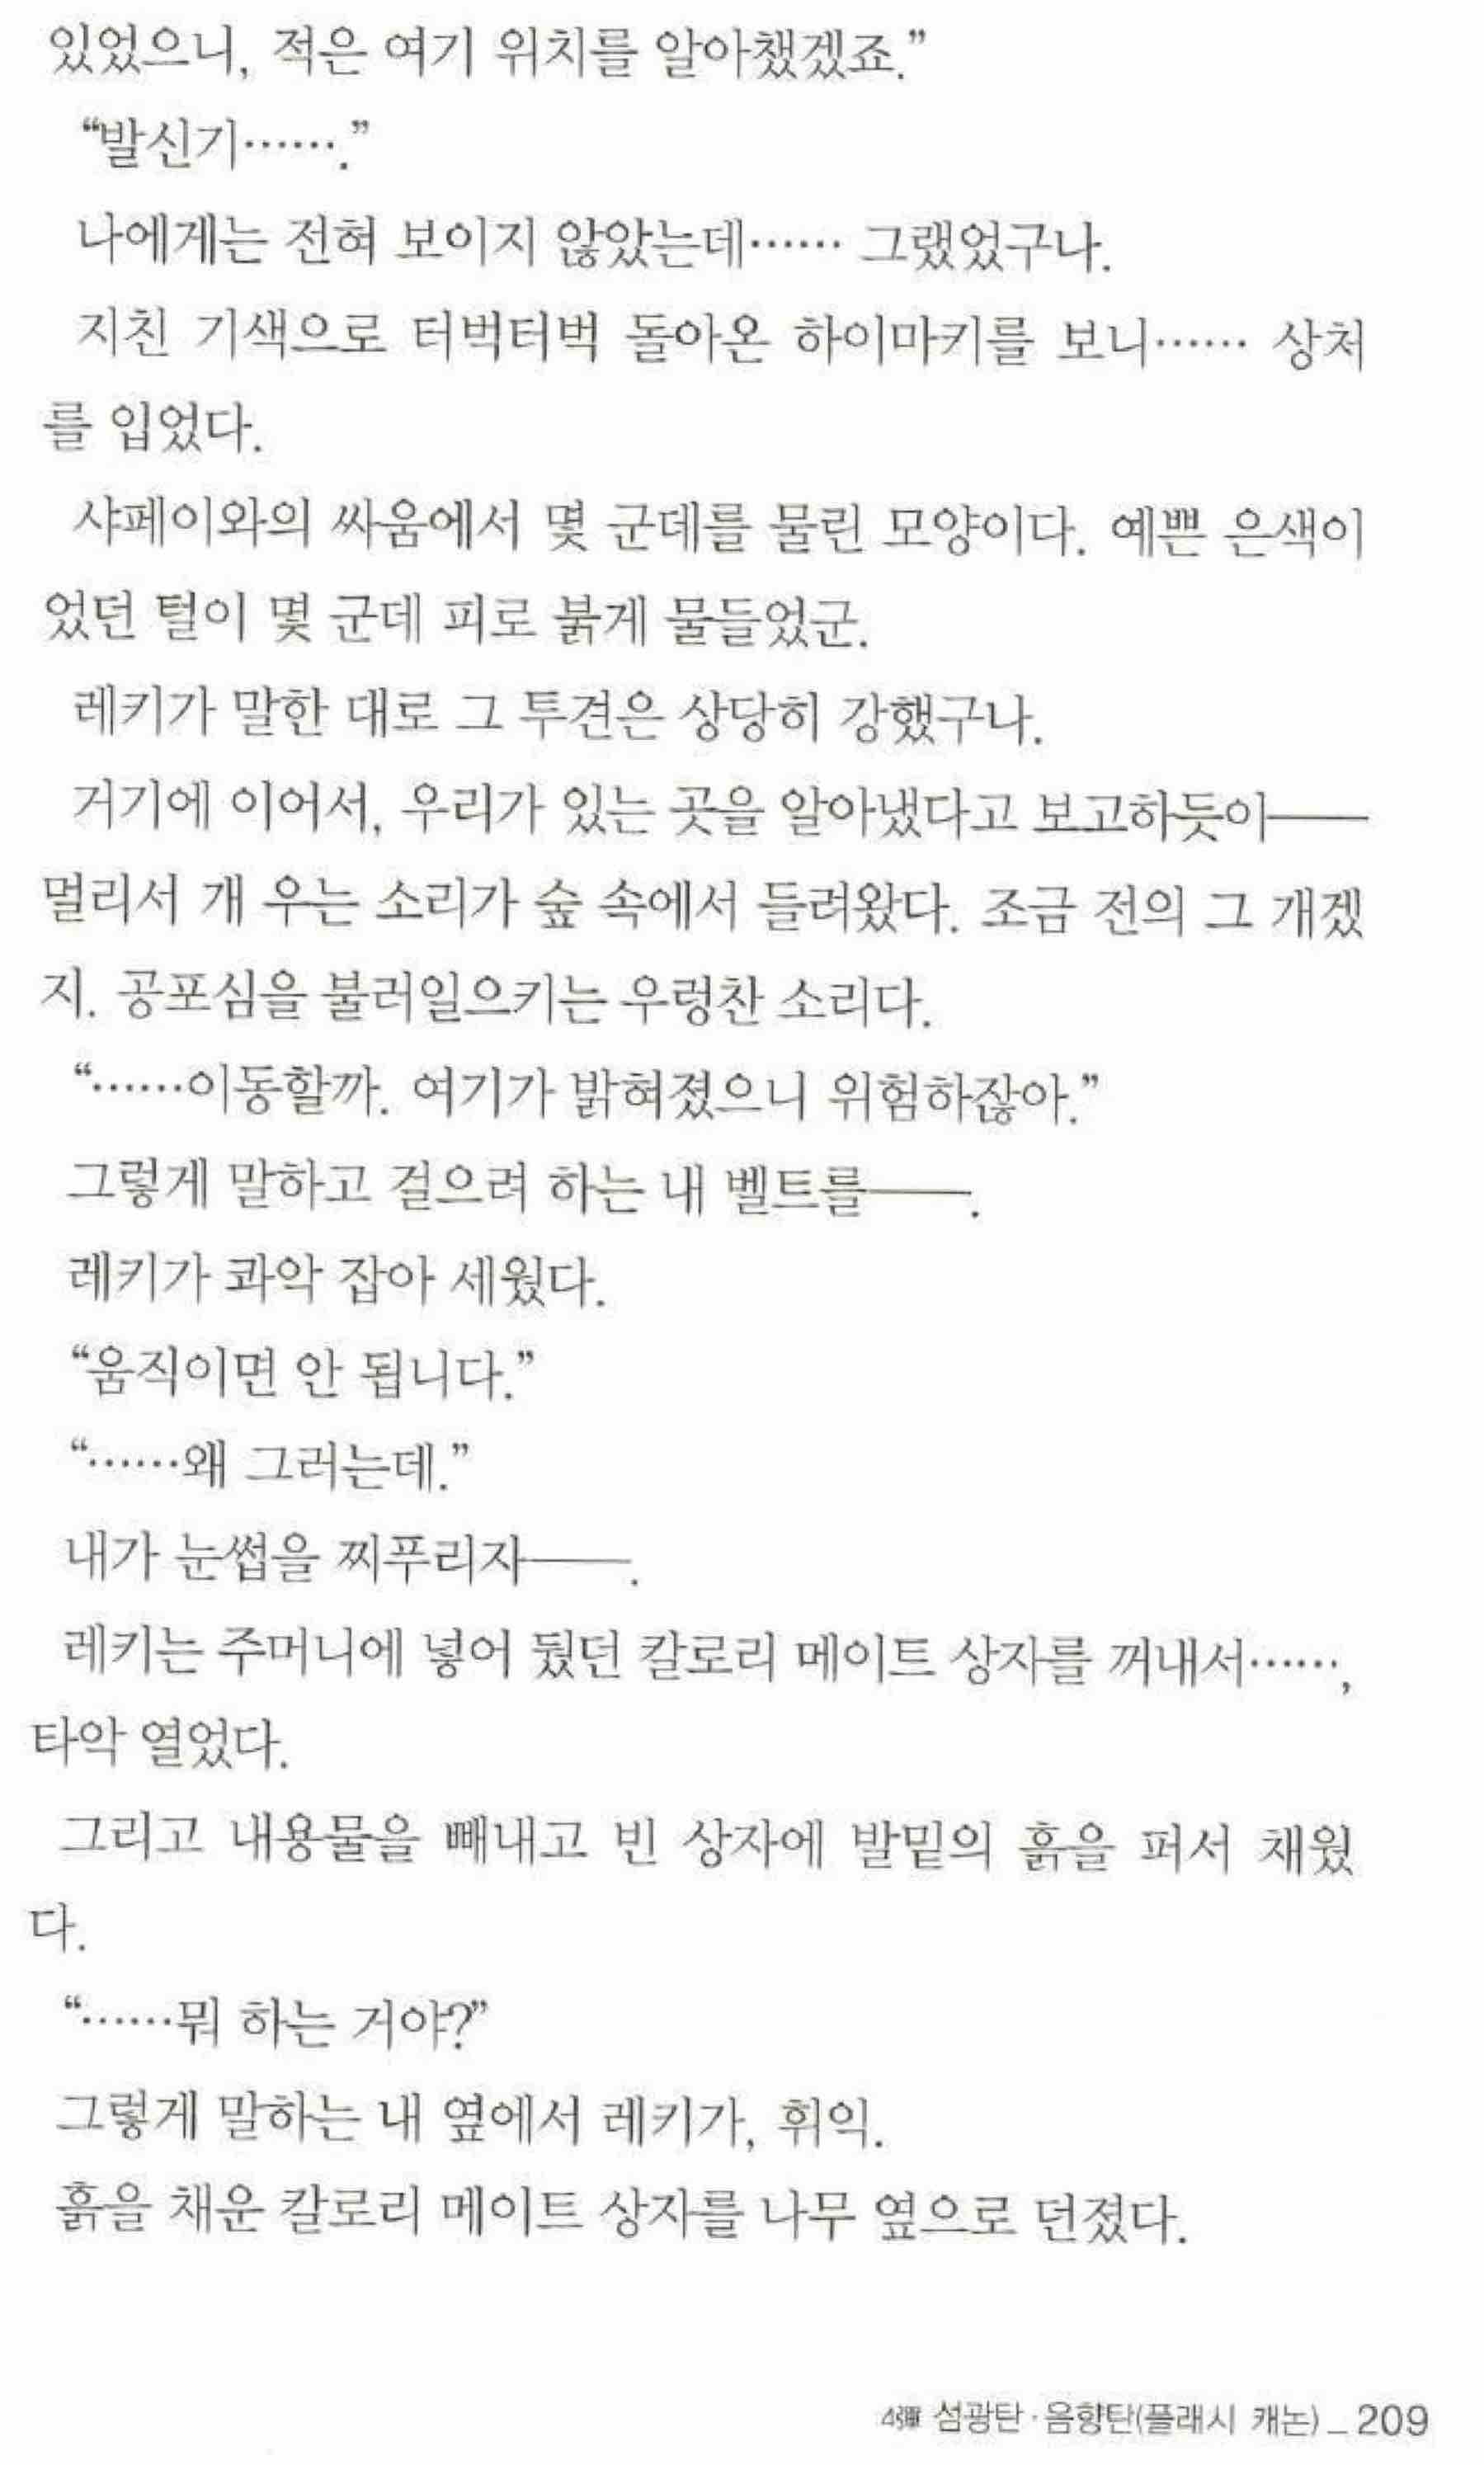 있었으니, 적은 여기 위치를 알아챘겠죠.”
“발신기…….”
나에게는 전혀 보이지 않았는데…… 그랬었구나.
지친 기색으로 터벅터벅 돌아온 하이마키를 보니…… 상처
를 입었다.
샤페이와의 싸움에서 몇 군데를 물린 모양이다. 예쁜 은색이
었던 털이 몇 군데 피로 붉게 물들었군.
레키가 말한 대로 그 투견은 상당히 강했구나.
거기에 이어서, 우리가 있는 곳을 알아냈다고 보고하듯이――
멀리서 개 우는 소리가 숲 속에서 들려왔다. 조금 전의 그 개겠
지. 공포심을 불러일으키는 우렁찬 소리다.
“……이동할까. 여기가 밝혀졌으니 위험하잖아.”
그렇게 말하고 걸으려 하는 내 벨트를――.
레키가 콰악 잡아 세웠다.
“움직이면 안 됩니다.”
“……왜 그러는데.”
내가 눈썹을 찌푸리자――.
레키는 주머니에 넣어 뒀던 칼로리 메이트 상자를 꺼내서……,
타악 열었다.
그리고 내용물을 빼내고 빈 상자에 발밑의 흙을 퍼서 채웠
다.
“……뭐 하는 거야?”
그렇게 말하는 내 옆에서 레키가, 휘익.
흙을 채운 칼로리 메이트 상자를 나무 옆으로 던졌다.
4彈 섬광탄·음향탄(플래시 캐논)_209